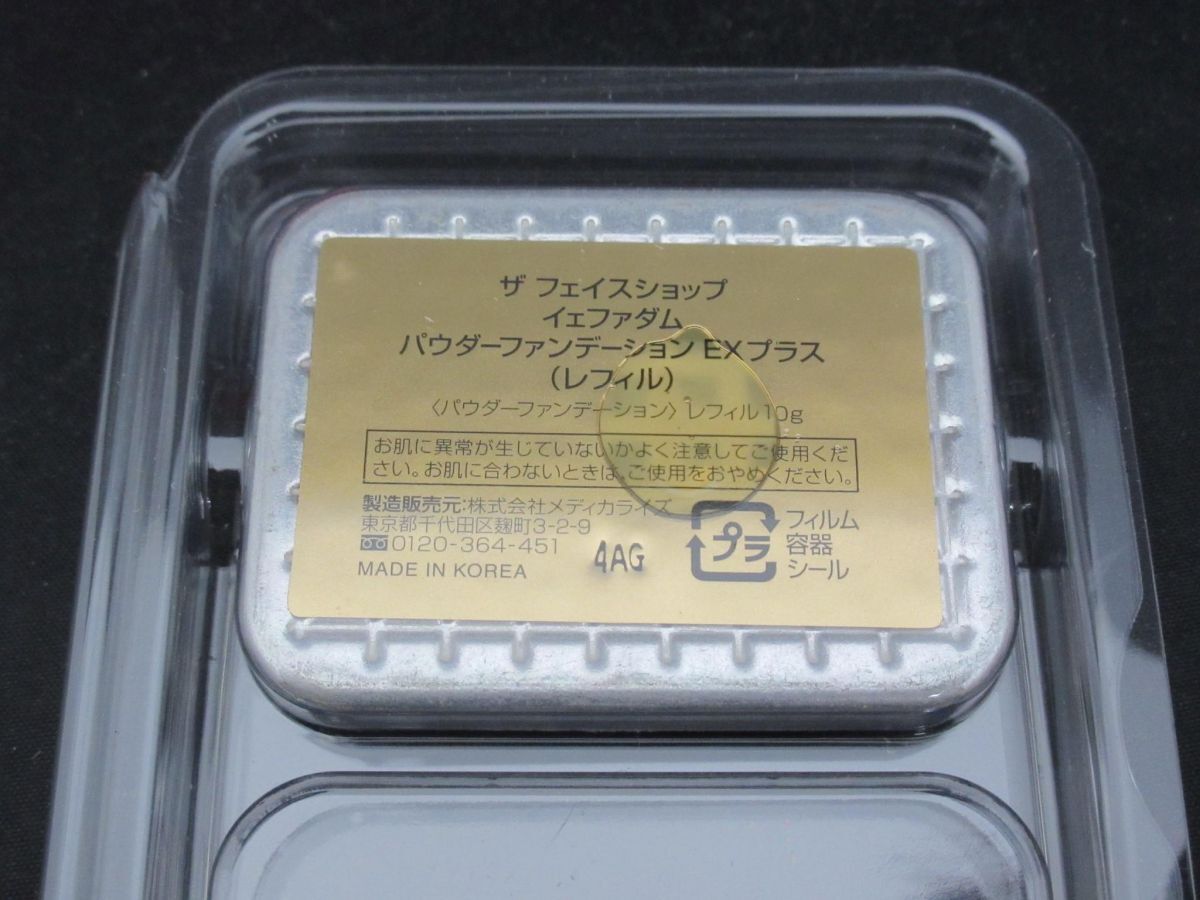 ザ フェイスショップ
イェファダム
パウダーファンデーション EXプラス
（レフィル）
〈パウダーファンデーション〉 レフィル10g
お肌に異常が生じていないかよく注意してご使用くだ
さい。お肌に合わないときは、ご使用をおやめください。
製造販売元:株式会社メディカライズ
東京都千代田区麹町3-2-9
0120-364-451
MADE IN KOREA
4AG
プラ
フィルム
容器
シール